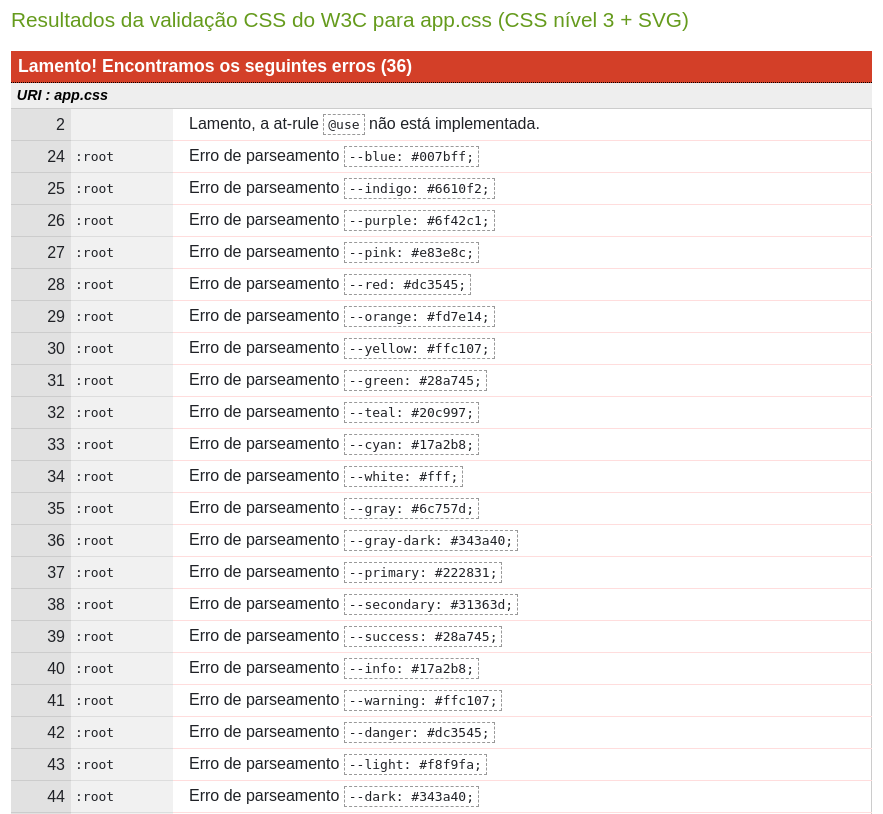 Resultados da validação CSS do W3C para app.css (CSS nível 3 + SVG)
Lamento! Encontramos os seguintes erros (36)
URI : app.css
2 Lamento, a at-rule @use não está implementada.
24 :root Erro de parseamento --blue: #007bff;
25 :root Erro de parseamento --indigo: #6610f2;
26 :root Erro de parseamento --purple: #6f42c1;
27 :root Erro de parseamento --pink: #e83e8c;
28 :root Erro de parseamento --red: #dc3545;
29 :root Erro de parseamento --orange: #fd7e14;
30 :root Erro de parseamento --yellow: #ffc107;
31 :root Erro de parseamento --green: #28a745;
32 :root Erro de parseamento --teal: #20c997;
33 :root Erro de parseamento --cyan: #17a2b8;
34 :root Erro de parseamento --white: #fff;
35 :root Erro de parseamento --gray: #6c757d;
36 :root Erro de parseamento --gray-dark: #343a40;
37 :root Erro de parseamento --primary: #222831;
38 :root Erro de parseamento --secondary: #31363d;
39 :root Erro de parseamento --success: #28a745;
40 :root Erro de parseamento --info: #17a2b8;
41 :root Erro de parseamento --warning: #ffc107;
42 :root Erro de parseamento --danger: #dc3545;
43 :root Erro de parseamento --light: #f8f9fa;
44 :root Erro de parseamento --dark: #343a40;